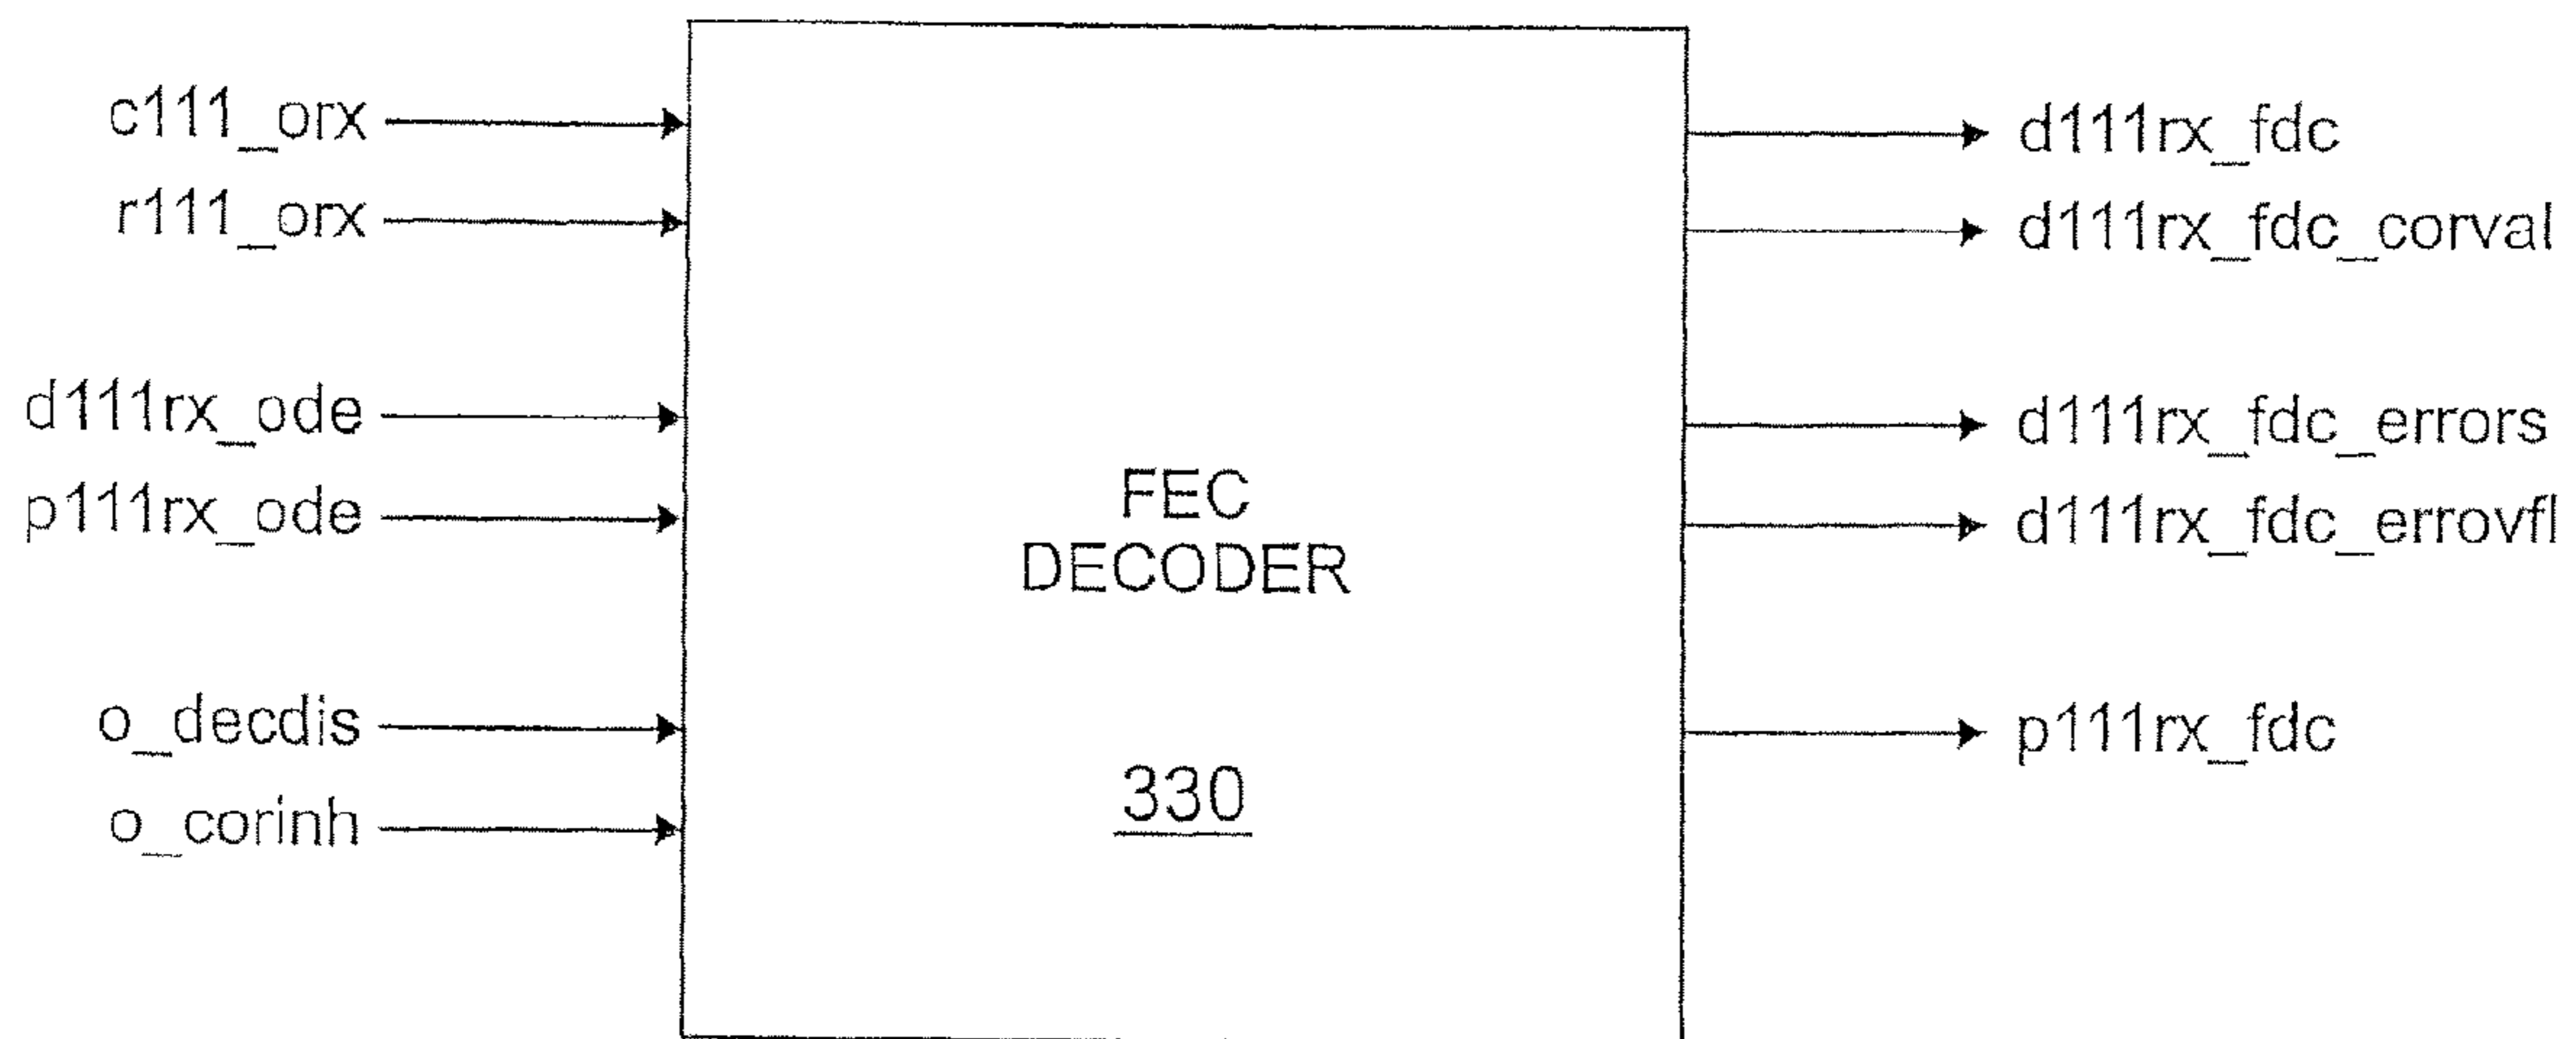 c111_orx
r111_orx
d111rx_ode
p111rx_ode
o_decdis
o_corinh
FEC
DECODER
330
d111rx_fdc
d111rx_fdc_corval
d111rx_fdc_errors
d111rx_fdc_errovfl
p111rx_fdc